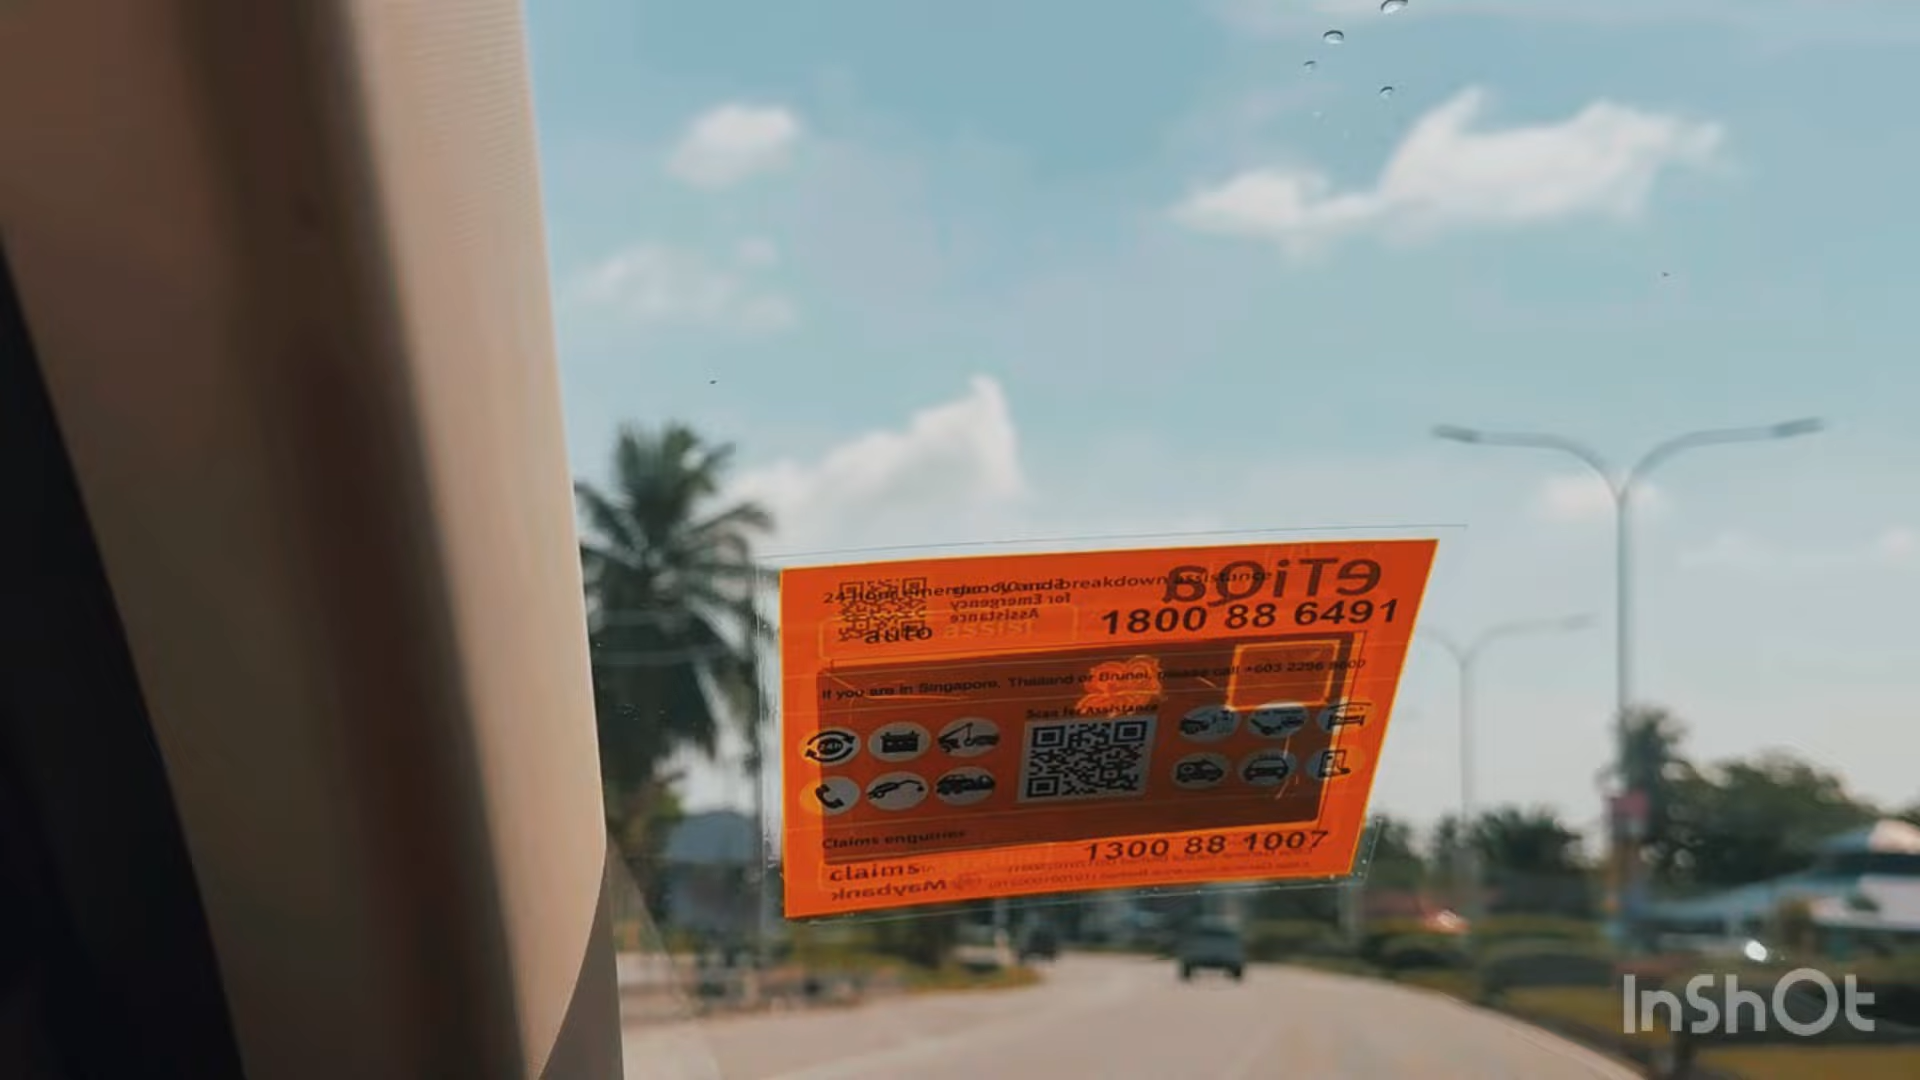 eTiQa
24 hour emergency and breakdown assistance
for Emergency
Assistance
auto assist
1800 88 6491
If you are in Singapore, Thailand or Brunei, please call +603 2296 8600
Scan for Assistance
24h
Claims enquiries
1300 88 1007
claims
Maybank
InShOt